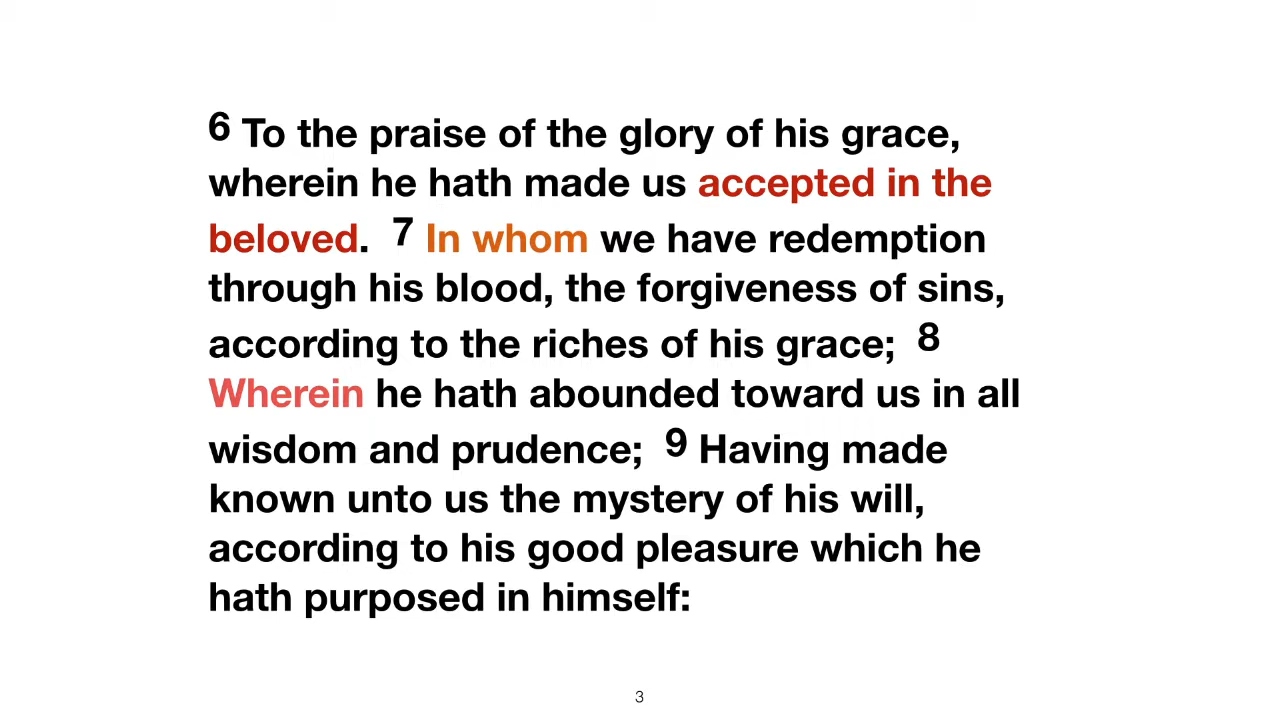 6 To the praise of the glory of his grace,
wherein he hath made us accepted in the
beloved. 7 In whom we have redemption
through his blood, the forgiveness of sins,
according to the riches of his grace; 8
Wherein he hath abounded toward us in all
wisdom and prudence; 9 Having made
known unto us the mystery of his will,
according to his good pleasure which he
hath purposed in himself:
3